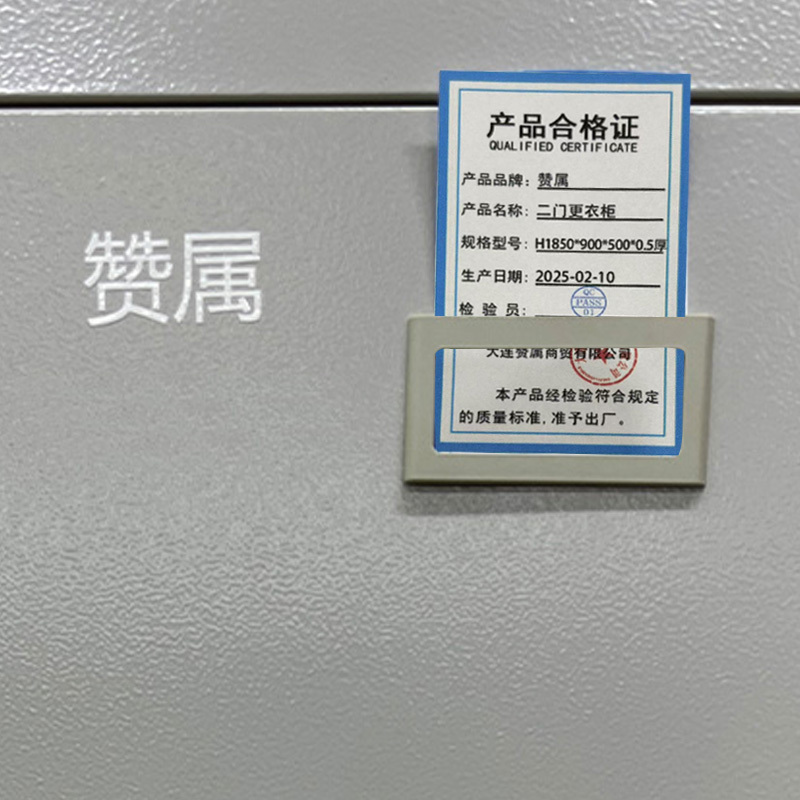 产品合格证
QUALIFIED CERTIFICATE
产品品牌：赞属
产品名称：二门更衣柜
规格型号：H1850*900*500*0.5厚
生产日期：2025-02-10
检 验 员：
QC
PASS
01
赞属
大连赞属商贸有限公司
本产品经检验符合规定
的质量标准,准予出厂。